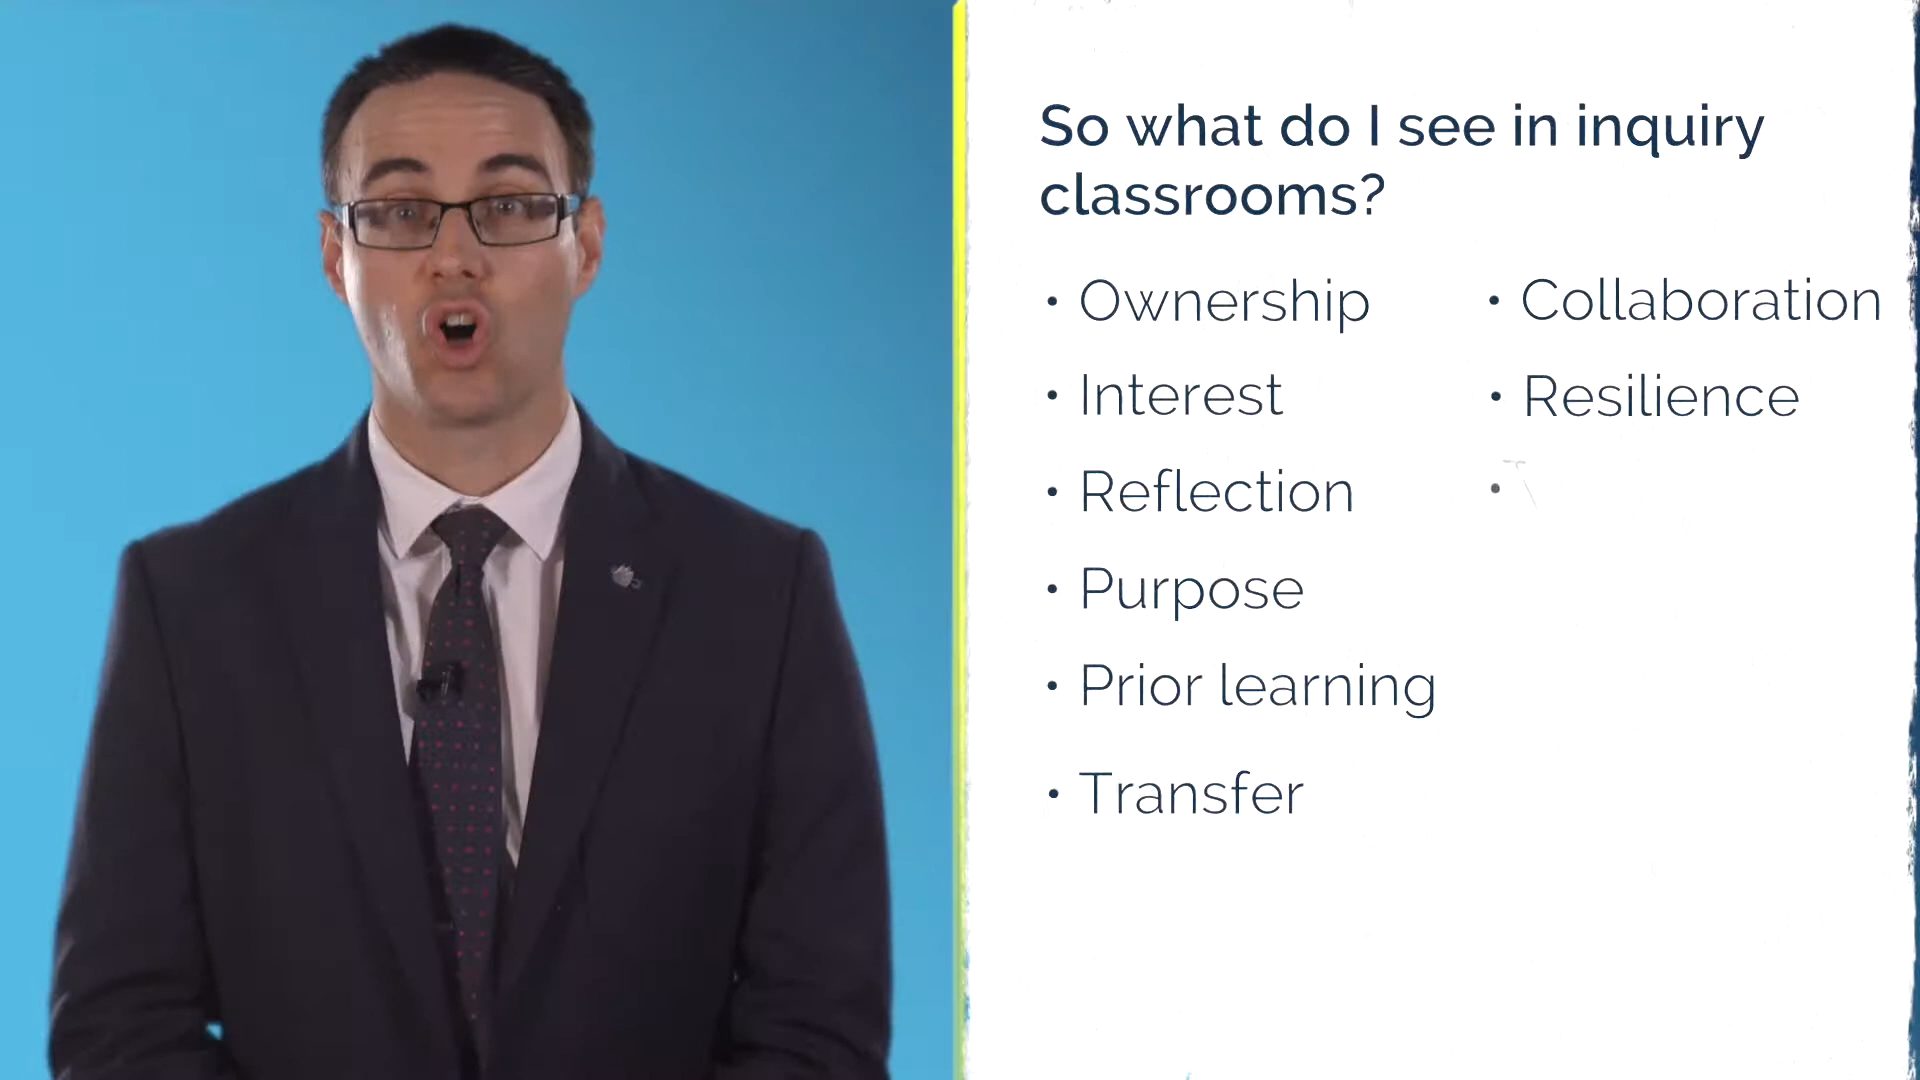 So what do I see in inquiry
classrooms?
• Ownership
• Interest
• Reflection
• Purpose
• Prior learning
• Transfer
• Collaboration
• Resilience
•